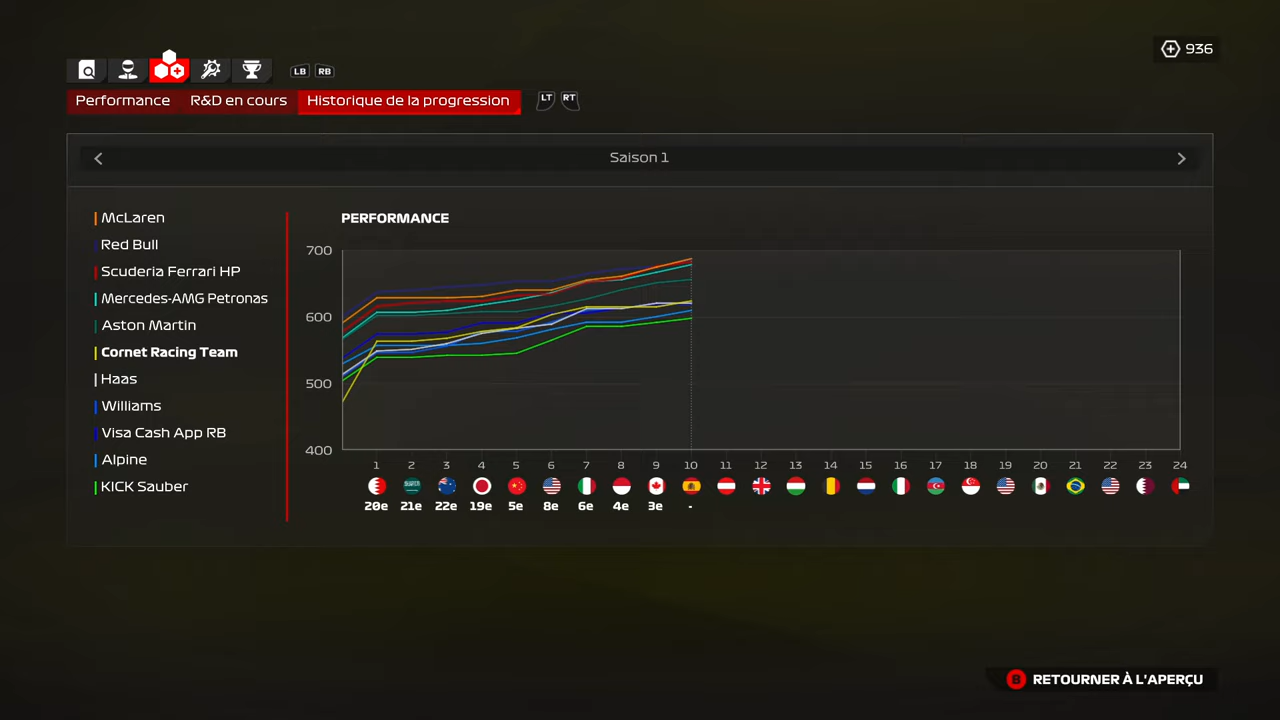 936
LB RB
Performance R&D en cours Historique de la progression LT RT
Saison 1
McLaren
Red Bull
Scuderia Ferrari HP
Mercedes-AMG Petronas
Aston Martin
Cornet Racing Team
Haas
Williams
Visa Cash App RB
Alpine
KICK Sauber
PERFORMANCE
700
600
500
400
1 2 3 4 5 6 7 8 9 10 11 12 13 14 15 16 17 18 19 20 21 22 23 24
20e 21e 22e 19e 5e 8e 6e 4e 3e -
B RETOURNER À L'APERÇU